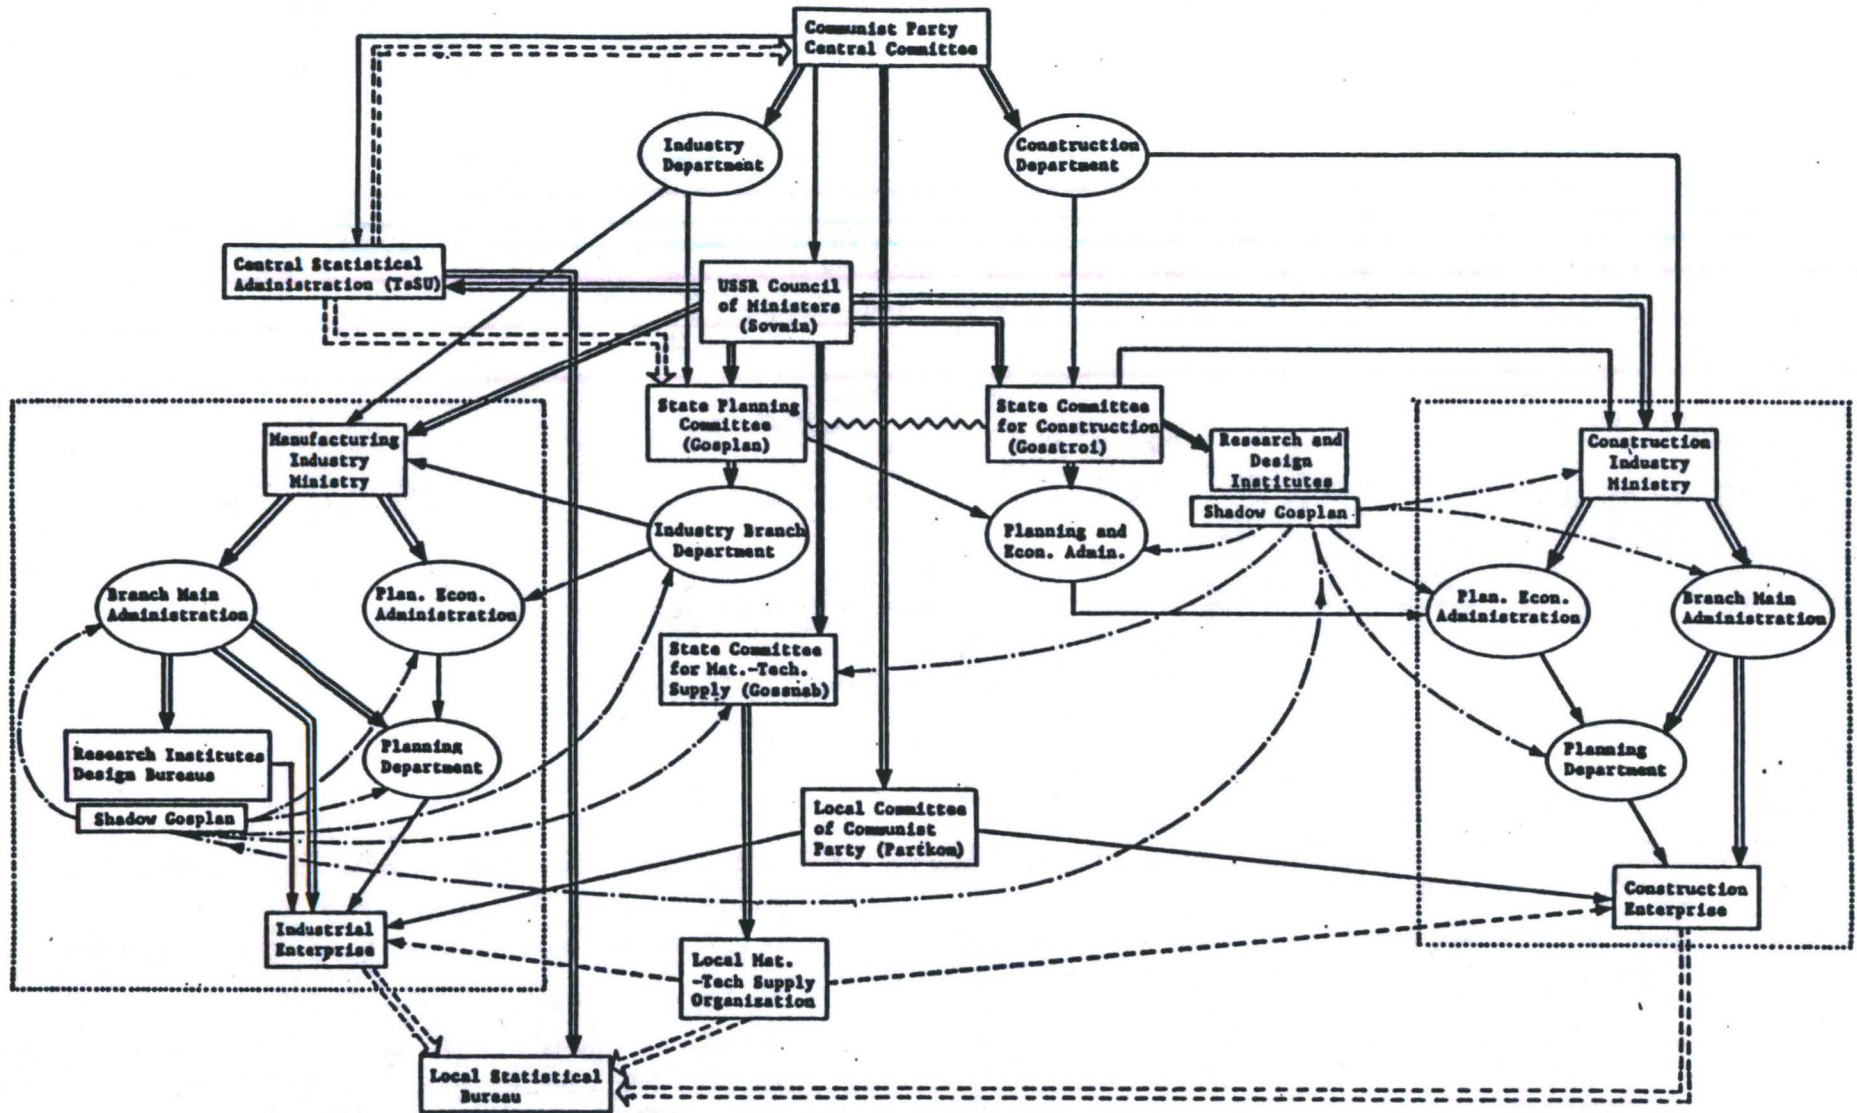 Communist Party
Central Committee
Industry
Department
Construction
Department
Central Statistical
Administration (TsSU)
USSR Council
of Ministers
(Sovmin)
State Planning
Committee
(Gosplan)
State Committee
for Construction
(Gosstroi)
Research and
Design
Institutes
Shadow Gosplan
Manufacturing
Industry
Ministry
Construction
Industry
Ministry
Industry Branch
Department
Planning and
Econ. Admin.
Branch Main
Administration
Plan. Econ.
Administration
Plan. Econ.
Administration
Branch Main
Administration
State Committee
for Mat.-Tech.
Supply (Gossnab)
Research Institutes
Design Bureaus
Shadow Gosplan
Planning
Department
Planning
Department
Local Committee
of Communist
Party (Partkom)
Industrial
Enterprise
Construction
Enterprise
Local Mat.
-Tech Supply
Organization
Local Statistical
Bureau